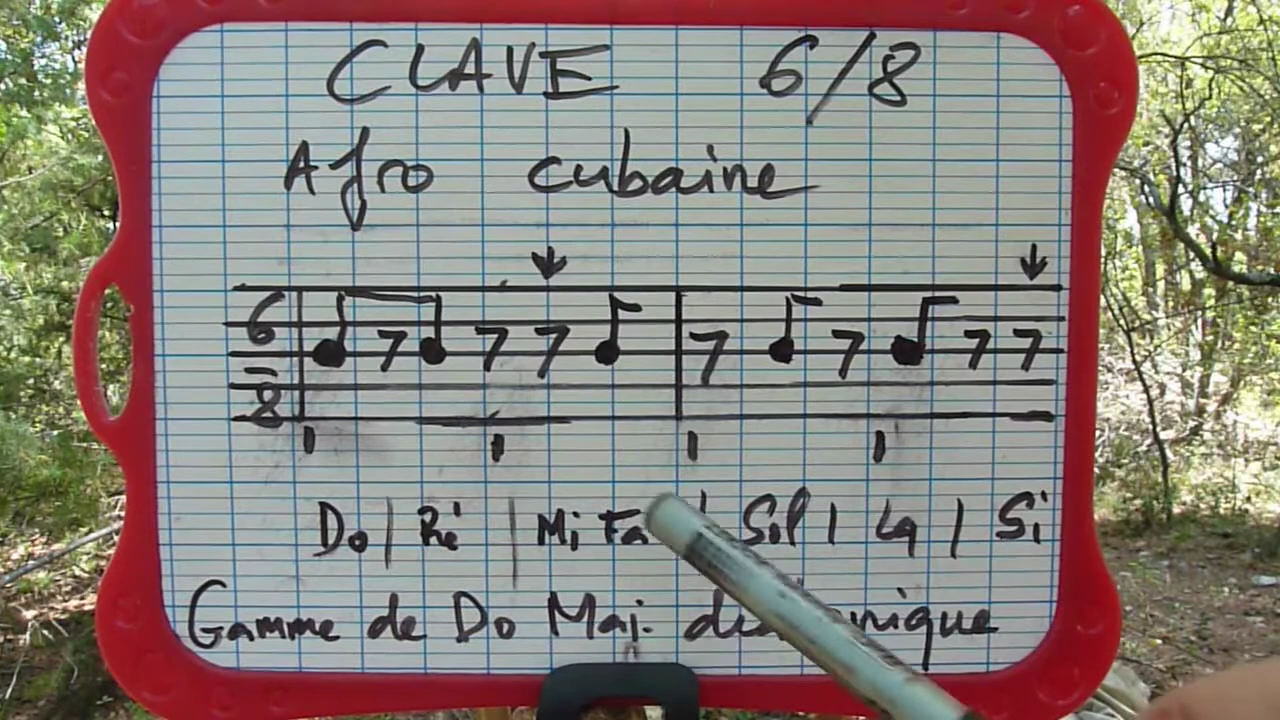 CLAVE 6/8
Afro cubaine
6
8
Do | Ré | Mi Fa | Sol | La | Si
Gamme de Do Maj.